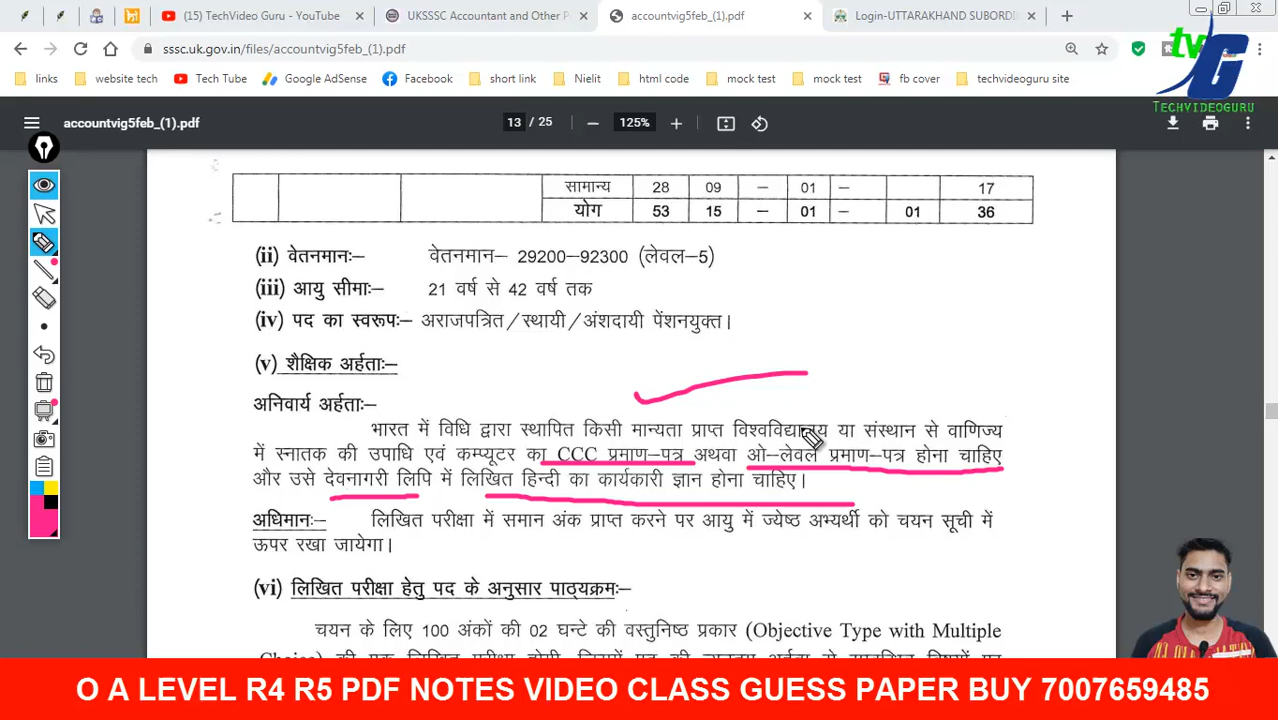 (15) TechVideo Guru - YouTube
UKSSSC Accountant and Other P
accountvig5feb_(1).pdf
Login-UTTARAKHAND SUBORDIN
sssc.uk.gov.in/files/accountvig5feb_(1).pdf
links website tech Tech Tube Google AdSense Facebook short link Nielit html code mock test mock test fb cover techvideoguru site
tvG
TECHVIDEOGURU
accountvig5feb_(1).pdf 13 / 25 125%
सामान्य 28 09 – 01 – 17
योग 53 15 – 01 – 01 36
(ii) वेतनमानः– वेतनमान– 29200–92300 (लेवल–5)
(iii) आयु सीमाः– 21 वर्ष से 42 वर्ष तक
(iv) पद का स्वरूपः– अराजपत्रित/स्थायी/अंशदायी पेंशनयुक्त।
(v) शैक्षिक अर्हताः–
अनिवार्य अर्हताः–
भारत में विधि द्वारा स्थापित किसी मान्यता प्राप्त विश्वविद्यालय या संस्थान से वाणिज्य
में स्नातक की उपाधि एवं कम्प्यूटर का CCC प्रमाण–पत्र अथवा ओ–लेवल प्रमाण–पत्र होना चाहिए
और उसे देवनागरी लिपि में लिखित हिन्दी का कार्यकारी ज्ञान होना चाहिए।
अधिमानः– लिखित परीक्षा में समान अंक प्राप्त करने पर आयु में ज्येष्ठ अभ्यर्थी को चयन सूची में
ऊपर रखा जायेगा।
(vi) लिखित परीक्षा हेतु पद के अनुसार पाठ्यक्रमः–
चयन के लिए 100 अंकों की 02 घन्टे की वस्तुनिष्ठ प्रकार (Objective Type with Multiple
O A LEVEL R4 R5 PDF NOTES VIDEO CLASS GUESS PAPER BUY 7007659485